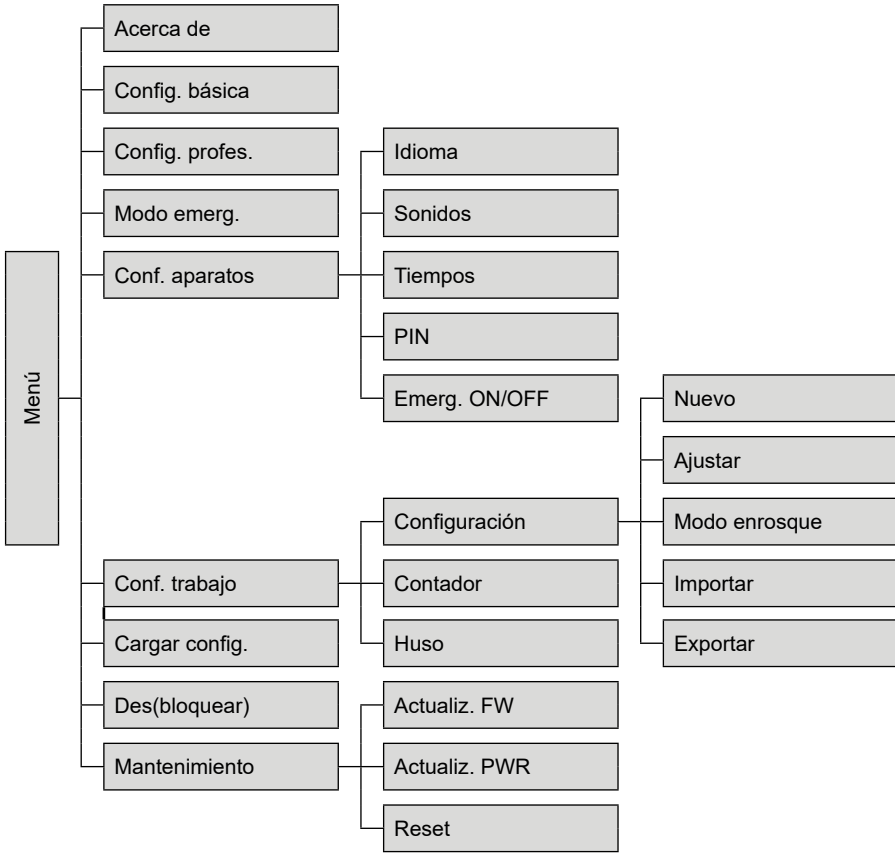 Menú
Acerca de
Config. básica
Config. profes.
Modo emerg.
Conf. aparatos
Idioma
Sonidos
Tiempos
PIN
Emerg. ON/OFF
Conf. trabajo
Configuración
Nuevo
Ajustar
Modo enrosque
Importar
Exportar
Contador
Huso
Cargar config.
Des(bloquear)
Mantenimiento
Actualiz. FW
Actualiz. PWR
Reset